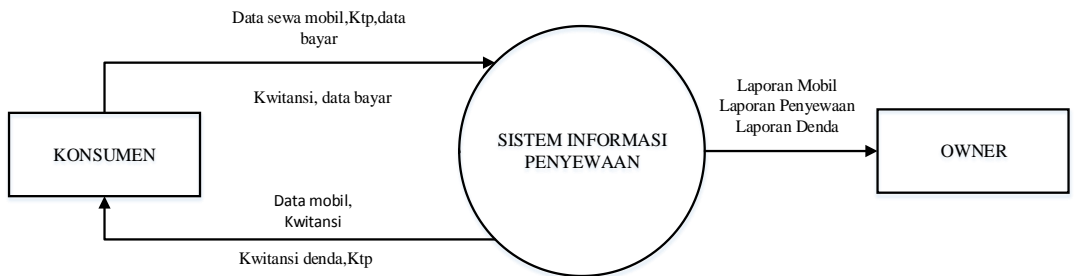 Data sewa mobil,Ktp,data
bayar
Kwitansi, data bayar
Laporan Mobil
Laporan Penyewaan
Laporan Denda
KONSUMEN
SISTEM INFORMASI
PENYEWAAN
OWNER
Data mobil,
Kwitansi
Kwitansi denda,Ktp